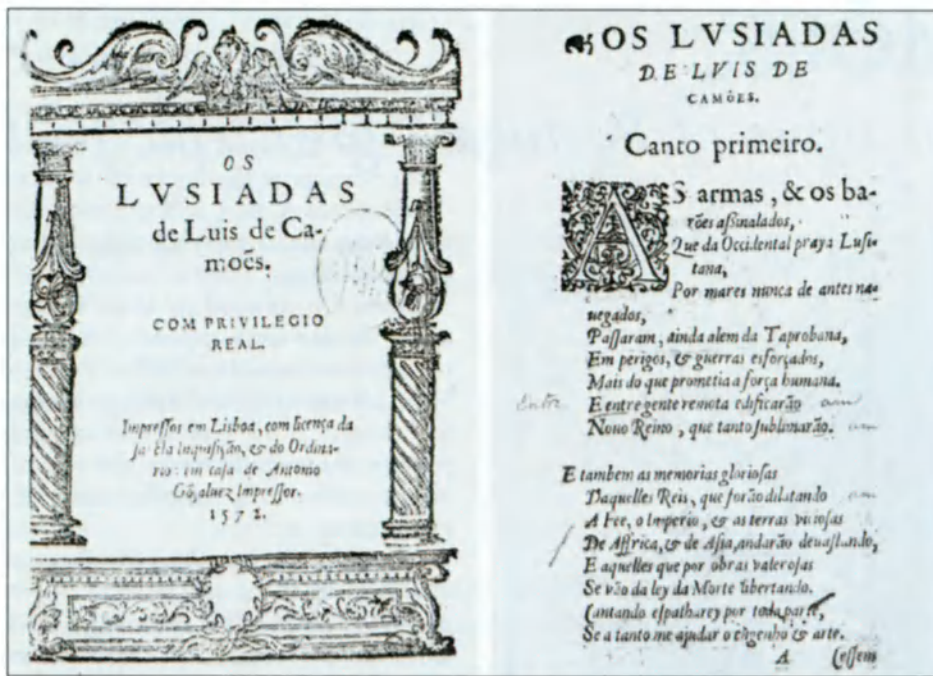 OS
LVSIADAS
de Luis de Ca-
moẽs.
COM PRIVILEGIO
REAL.
Impressos em Lisboa, com licença da
sancta Inquisição, & do Ordina-
rio: em casa de Antonio
Gõçaluez Impressor.
1572.
OS LVSIADAS
DE LVIS DE
CAMÕES.
Canto primeiro.
AS armas, & os ba-
rões aßinalados,
Que da Occidental praya Lusi-
tana,
Por mares nunca de antes na-
uegados,
Passaram, ainda alem da Taprobana,
Em perigos, & guerras esforçados,
Mais do que prometia a força humana.
Entre
E entre gente remota edificarão
Nouo Reino, que tanto sublimarão.
E tambem as memorias gloriosas
Daquelles Reis, que forão dilatando
A Fee, o Imperio, & as terras viciosas
De Affrica, & de Asia, andarão deuastando,
E aquelles que por obras valerosas
Se vão da ley da Morte libertando.
Cantando espalharey por toda parte,
Se a tanto me ajudar o engenho & arte.
A
Cessem